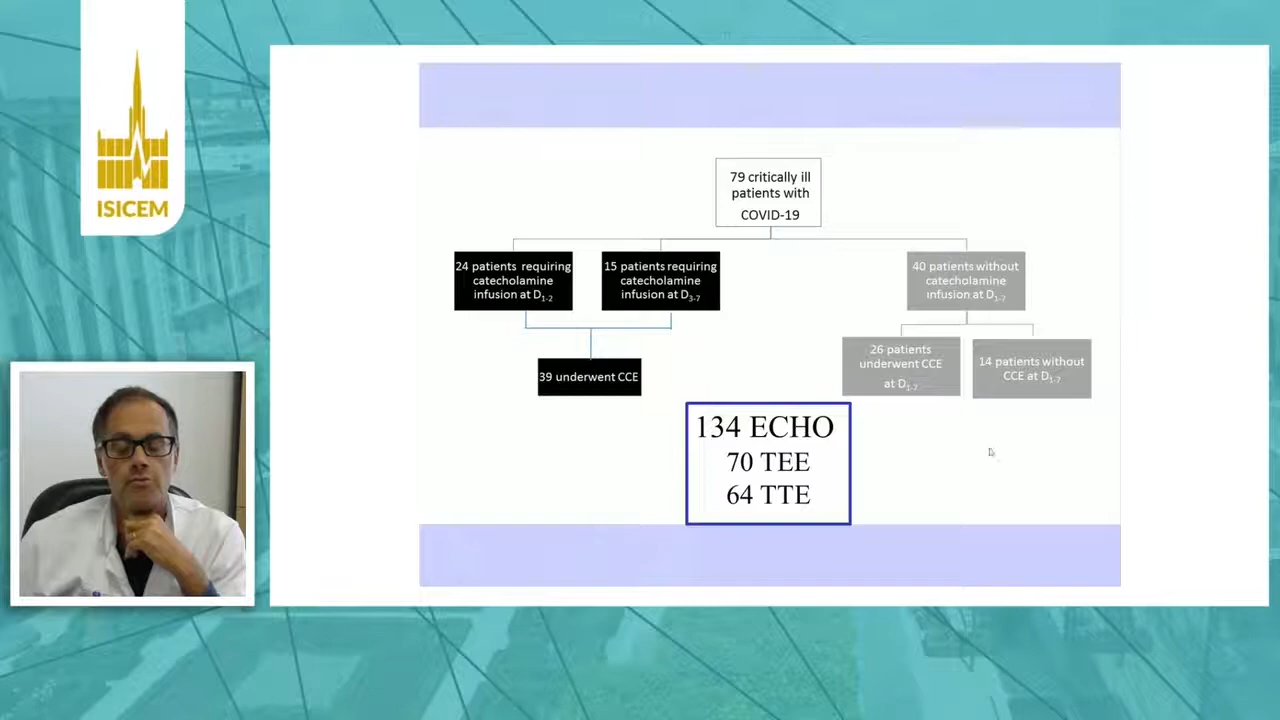 ISICEM
79 critically ill
patients with
COVID-19
24 patients requiring
catecholamine
infusion at D1-2
15 patients requiring
catecholamine
infusion at D3-7
40 patients without
catecholamine
infusion at D1-7
39 underwent CCE
26 patients
underwent CCE
at D1-7
14 patients without
CCE at D1-7
134 ECHO
70 TEE
64 TTE